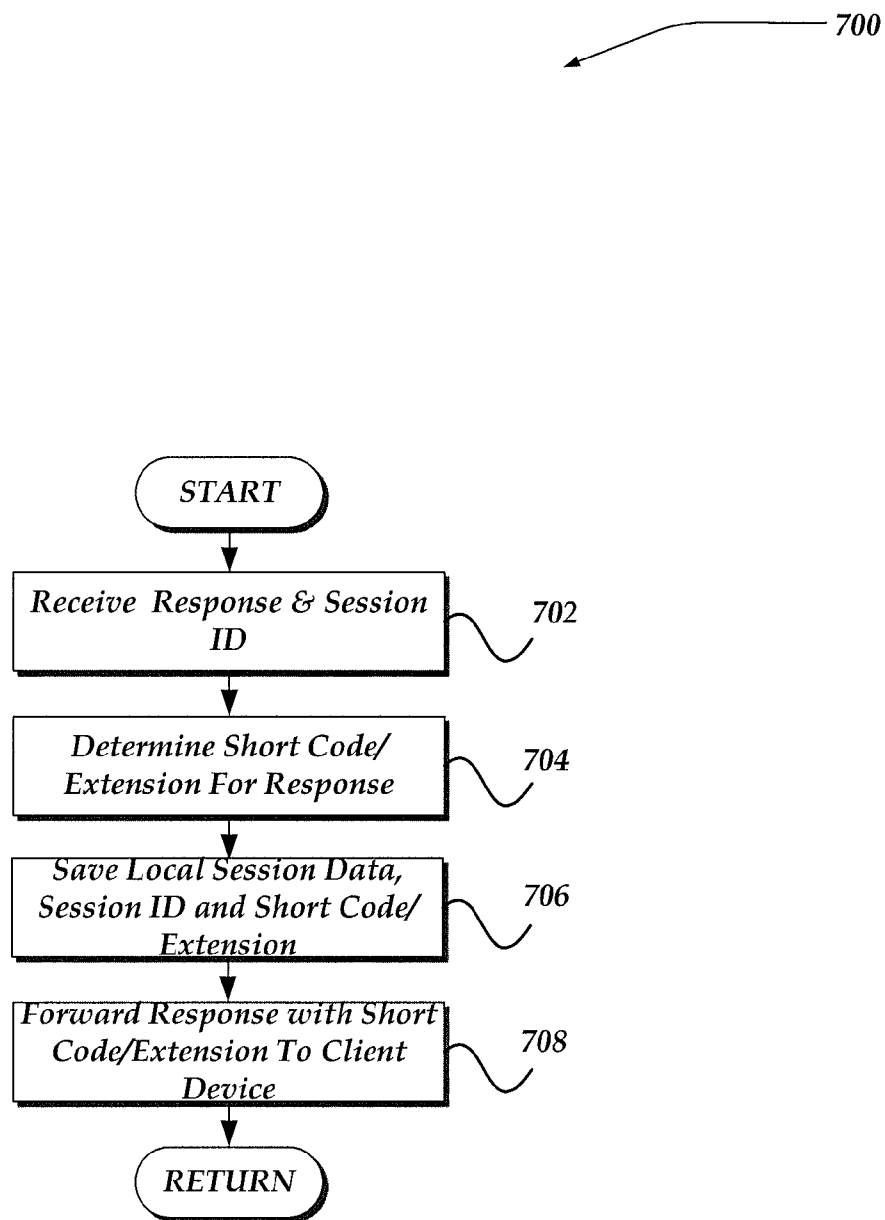 700
START
Receive Response & Session
ID
702
Determine Short Code/
Extension For Response
704
Save Local Session Data,
Session ID and Short Code/
Extension
706
Forward Response with Short
Code/Extension To Client
Device
708
RETURN